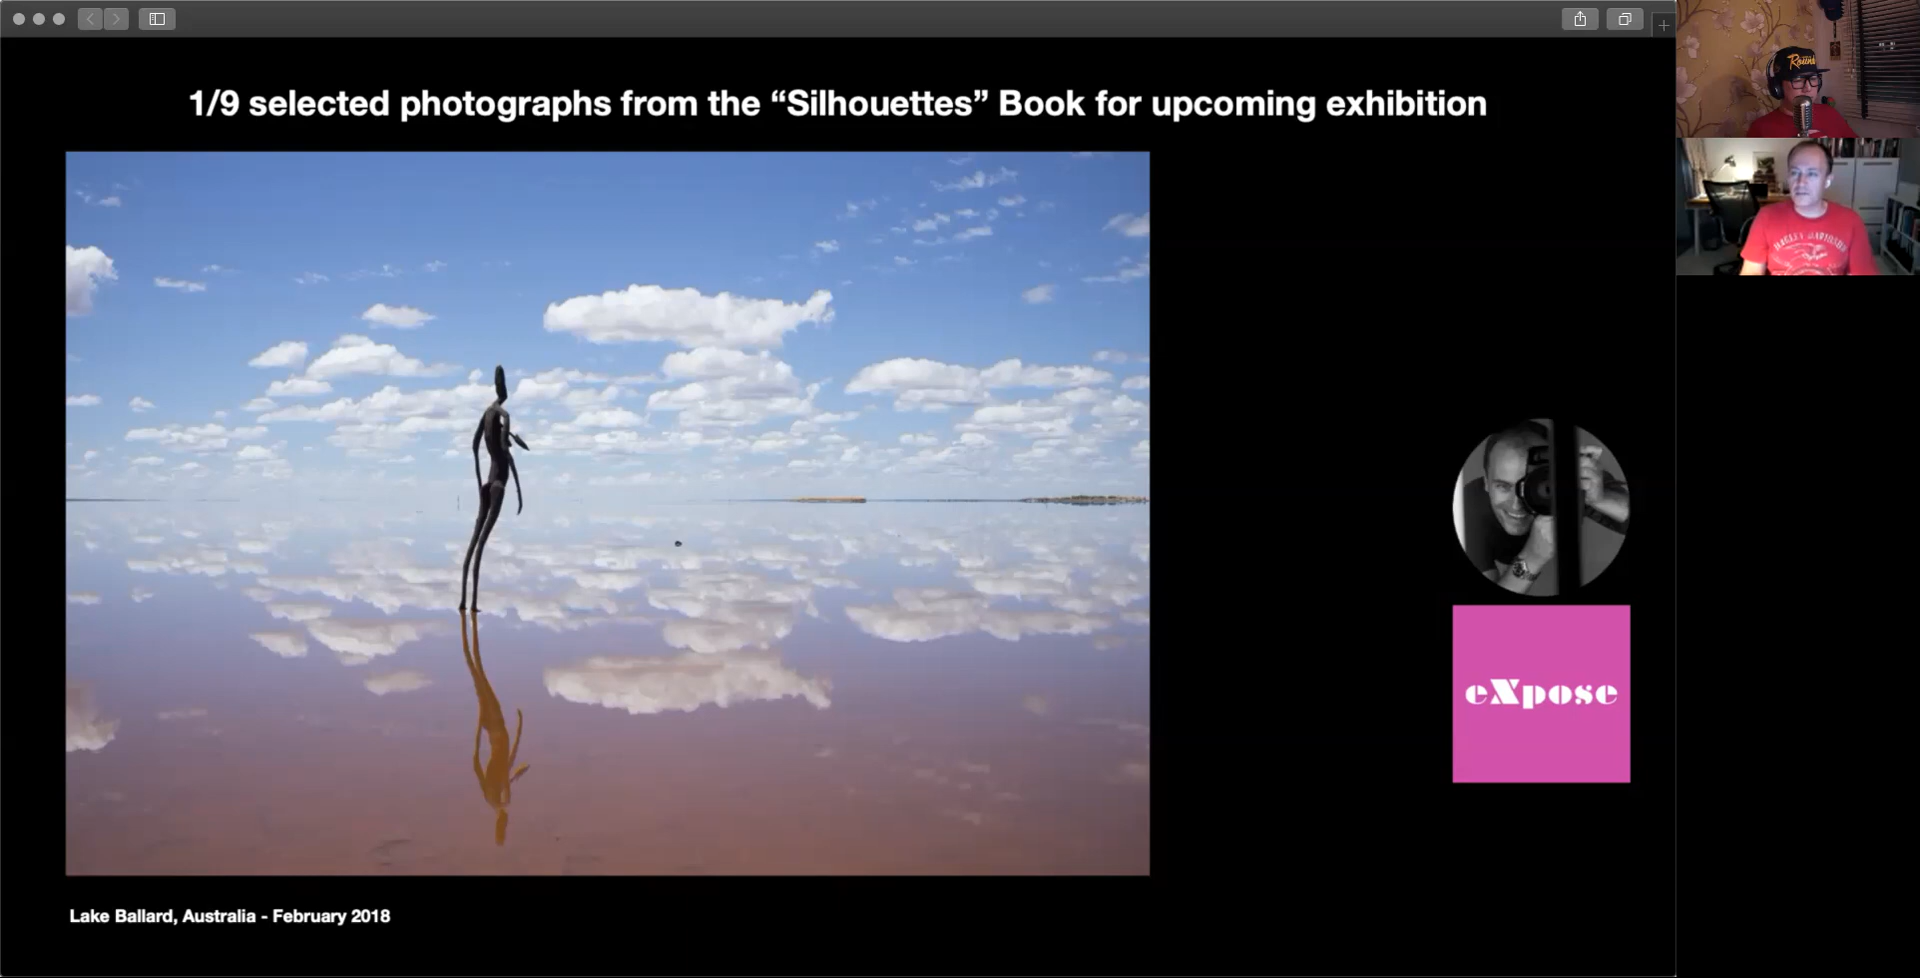 1/9 selected photographs from the “Silhouettes” Book for upcoming exhibition
eXpose
Lake Ballard, Australia - February 2018